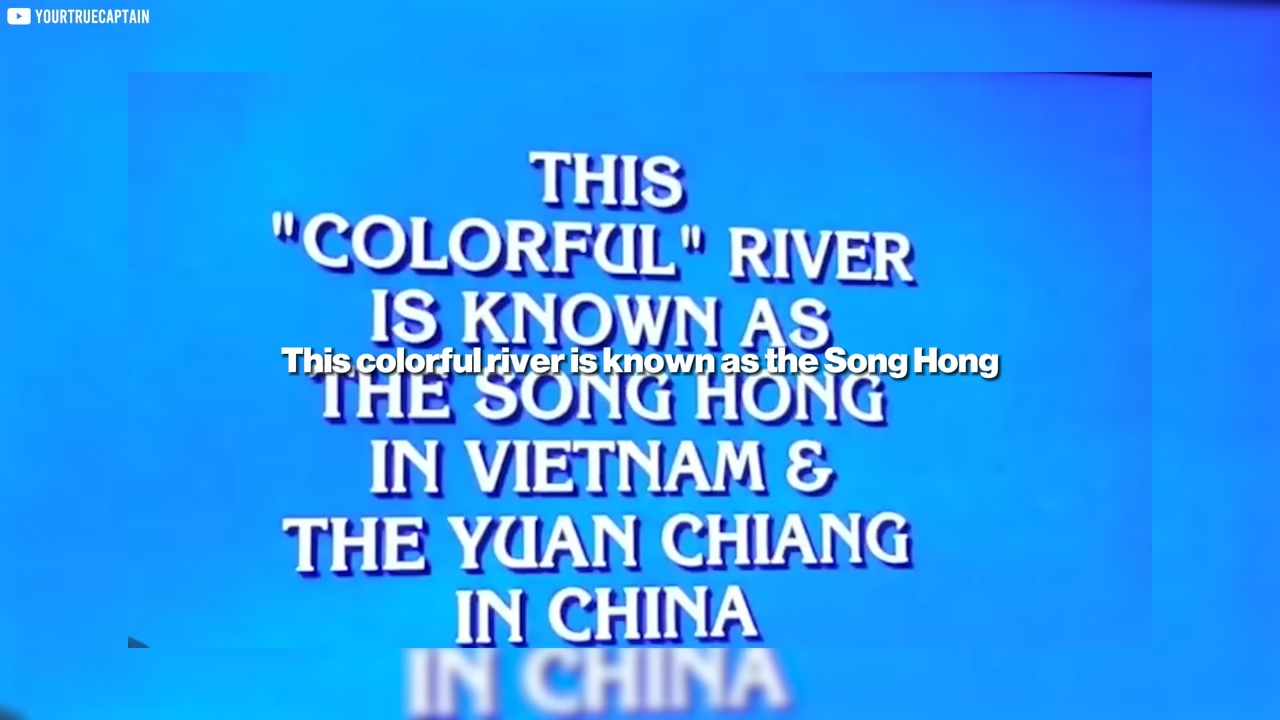 YOURTRUECAPTAIN
THIS
"COLORFUL" RIVER
IS KNOWN AS
This colorful river is known as the Song Hong
THE SONG HONG
IN VIETNAM &
THE YUAN CHIANG
IN CHINA
IN CHINA